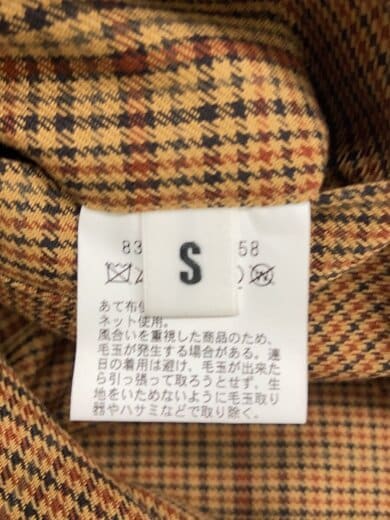 83 58
S
あて布使
ネット使用。
風合いを重視した商品のため、
毛玉が発生する場合がある。連
日の着用は避け、毛玉が出来た
ら引っ張って取ろうとせず、生
地をいためないように毛玉取り
器やハサミなどで取り除く。